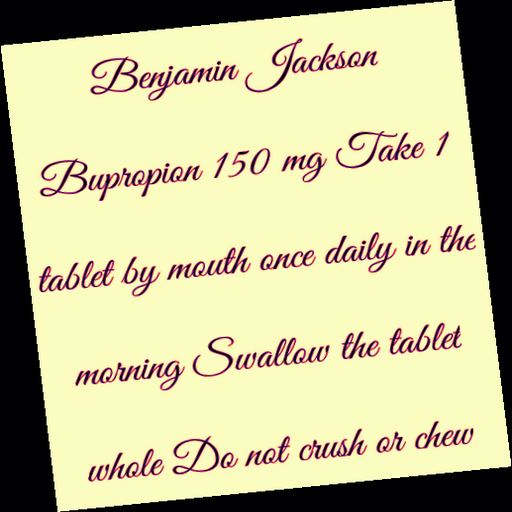 Benjamin Jackson
Bupropion 150 mg Take 1
tablet by mouth once daily in the
morning Swallow the tablet
whole Do not crush or chew